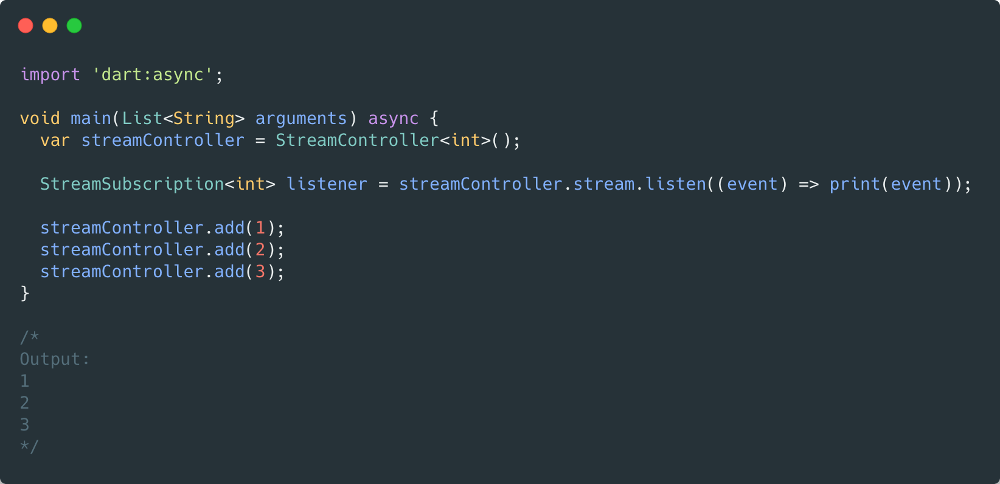 import 'dart:async';
void main(List<String> arguments) async {
  var streamController = StreamController<int>();
  StreamSubscription<int> listener = streamController.stream.listen((event) => print(event));
  streamController.add(1);
  streamController.add(2);
  streamController.add(3);
}
/*
Output:
1
2
3
*/